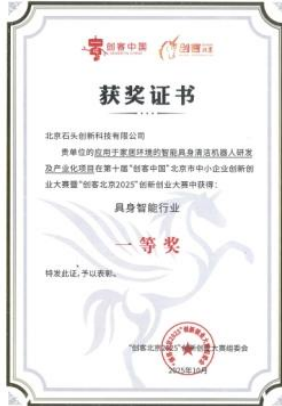 创客中国
创客北京
获奖证书
北京石头创新科技有限公司
贵单位的应用于家居环境的智能具身清洁机器人研发
及产业化项目在第十届“创客中国”北京市中小企业创新创
业大赛暨“创客北京2025”创新创业大赛中获得：
具身智能行业
一等奖
特发此证，予以表彰。
“创客北京2025”创新创业大赛组委会
2025年10月